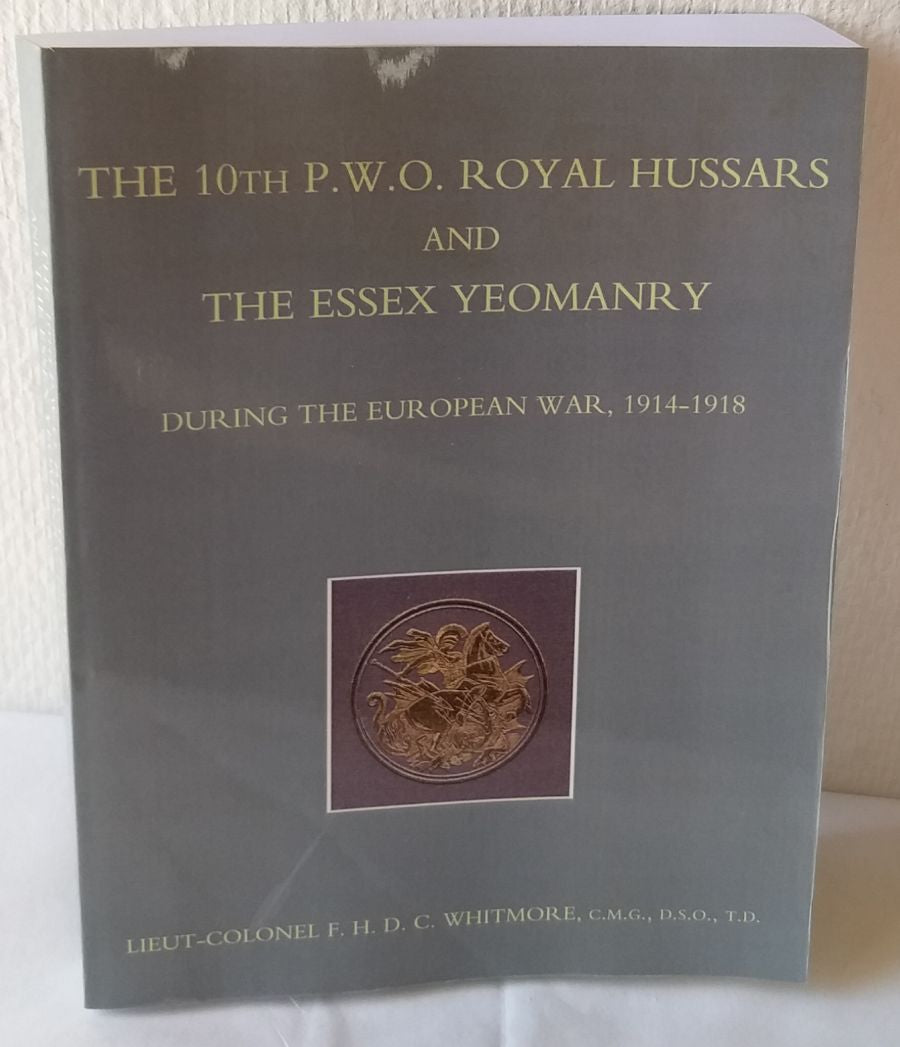 THE 10TH P.W.O. ROYAL HUSSARS
AND
THE ESSEX YEOMANRY
DURING THE EUROPEAN WAR, 1914-1918
LIEUT-COLONEL F. H. D. C. WHITMORE, C.M.G., D.S.O., T.D.